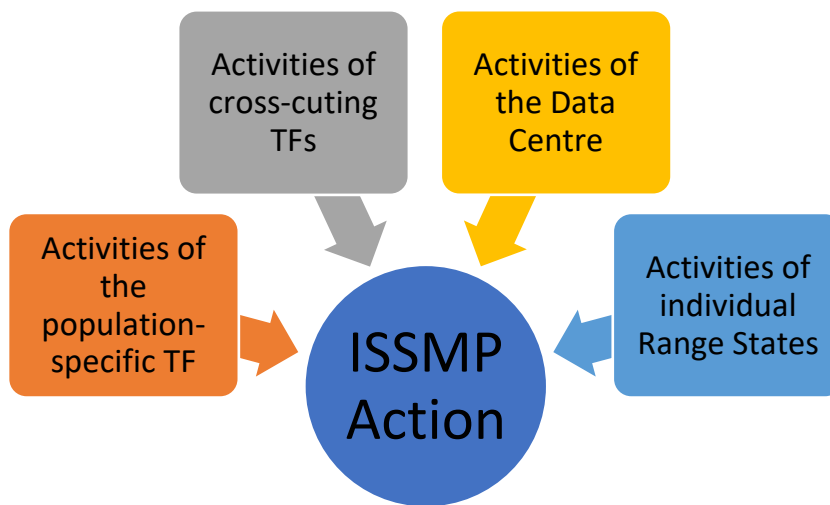 Activities of
cross-cuting
TFs
Activities of
the Data
Centre
Activities of
the
population-
specific TF
Activities of
individual
Range States
ISSMP
Action